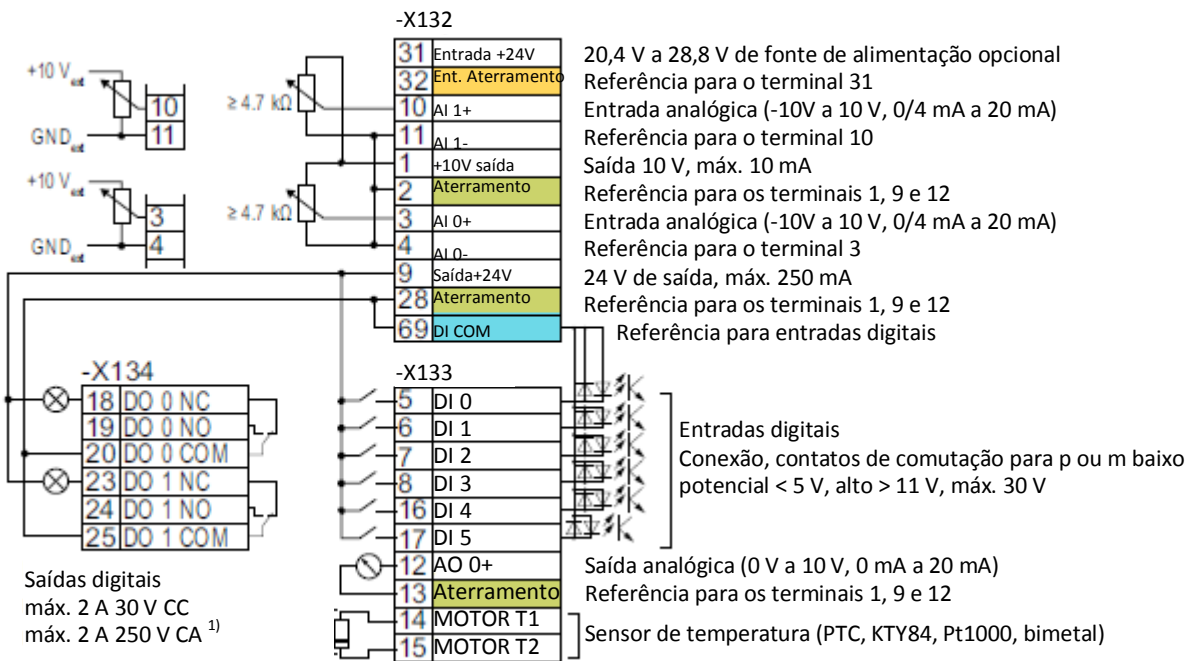 -X132
31 Entrada +24V 20,4 V a 28,8 V de fonte de alimentação opcional
32 Ent. Aterramento Referência para o terminal 31
10 AI 1+ Entrada analógica (-10V a 10 V, 0/4 mA a 20 mA)
11 AI 1- Referência para o terminal 10
1 +10V saída Saída 10 V, máx. 10 mA
2 Aterramento Referência para os terminais 1, 9 e 12
3 AI 0+ Entrada analógica (-10V a 10 V, 0/4 mA a 20 mA)
4 AI 0- Referência para o terminal 3
9 Saída+24V 24 V de saída, máx. 250 mA
28 Aterramento Referência para os terminais 1, 9 e 12
69 DI COM Referência para entradas digitais
+10 V ext
10
11
GND ext
≥ 4.7 kΩ
+10 V ext
3
4
GND ext
≥ 4.7 kΩ
-X134
18 DO 0 NC
19 DO 0 NO
20 DO 0 COM
23 DO 1 NC
24 DO 1 NO
25 DO 1 COM
Saídas digitais
máx. 2 A 30 V CC
máx. 2 A 250 V CA 1)
-X133
5 DI 0
6 DI 1
7 DI 2
8 DI 3
16 DI 4
17 DI 5
12 AO 0+ Saída analógica (0 V a 10 V, 0 mA a 20 mA)
13 Aterramento Referência para os terminais 1, 9 e 12
14 MOTOR T1
15 MOTOR T2
Sensor de temperatura (PTC, KTY84, Pt1000, bimetal)
Entradas digitais
Conexão, contatos de comutação para p ou m baixo
potencial < 5 V, alto > 11 V, máx. 30 V